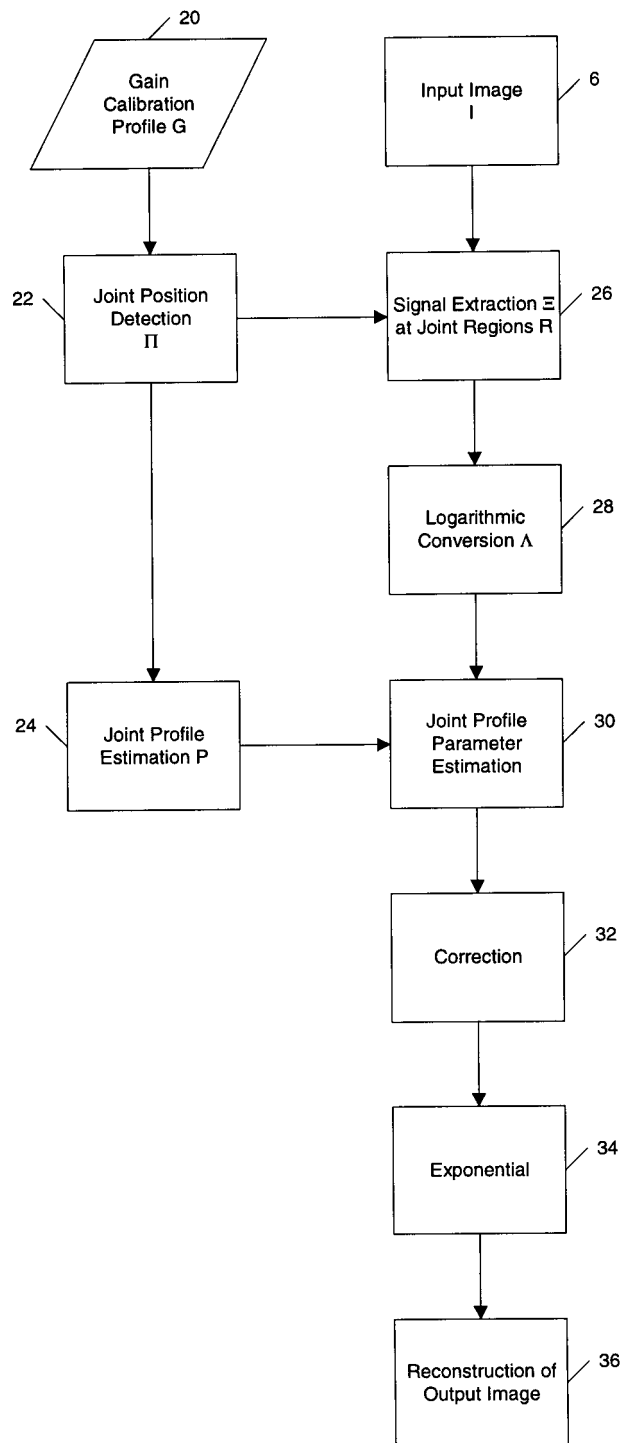 20
Gain
Calibration
Profile G
6
Input Image
I
22
Joint Position
Detection
Π
Signal Extraction Ξ
at Joint Regions R
26
Logarithmic
Conversion Λ
28
24
Joint Profile
Estimation P
Joint Profile
Parameter
Estimation
30
Correction
32
Exponential
34
Reconstruction of
Output Image
36